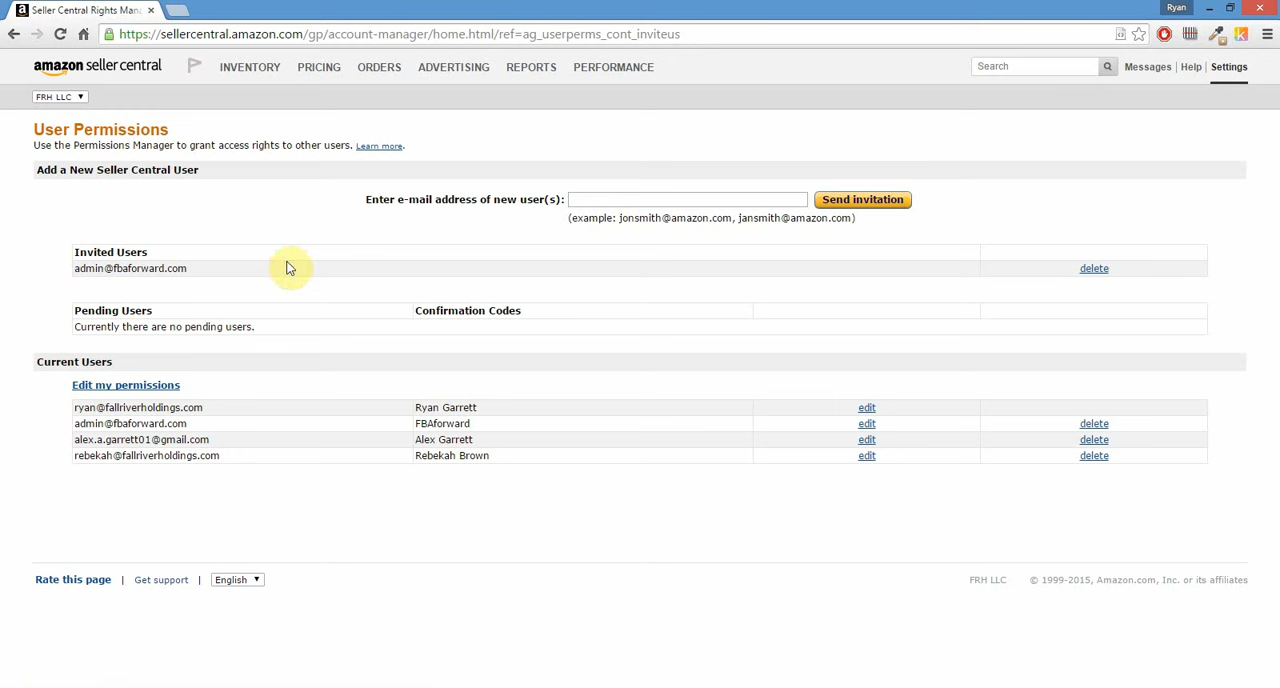 Seller Central Rights Man
Ryan
https://sellercentral.amazon.com/gp/account-manager/home.html/ref=ag_userperms_cont_inviteus
amazon seller central INVENTORY PRICING ORDERS ADVERTISING REPORTS PERFORMANCE Search Messages | Help | Settings
FRH LLC
User Permissions
Use the Permissions Manager to grant access rights to other users. Learn more.
Add a New Seller Central User
Enter e-mail address of new user(s): Send invitation
(example: jonsmith@amazon.com, jansmith@amazon.com)
Invited Users
admin@fbaforward.com delete
Pending Users Confirmation Codes
Currently there are no pending users.
Current Users
Edit my permissions
ryan@fallriverholdings.com Ryan Garrett edit
admin@fbaforward.com FBAforward edit delete
alex.a.garrett01@gmail.com Alex Garrett edit delete
rebekah@fallriverholdings.com Rebekah Brown edit delete
Rate this page | Get support | English FRH LLC © 1999-2015, Amazon.com, Inc. or its affiliates